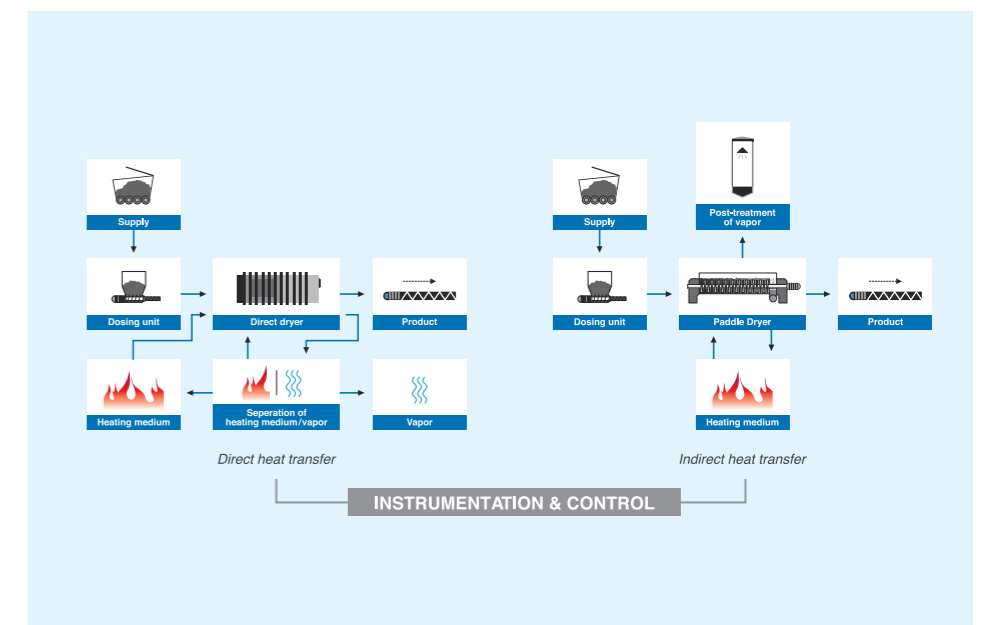 Supply
Dosing unit
Direct dryer
Product
Heating medium
Seperation of
heating medium/vapor
Vapor
Direct heat transfer
Post-treatment
of vapor
Supply
Dosing unit
Paddle Dryer
Product
Heating medium
Indirect heat transfer
INSTRUMENTATION & CONTROL